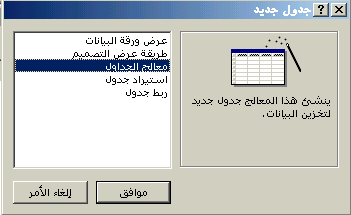 جدول جديد
عرض ورقة البيانات
طريقة عرض التصميم
معالج الجداول
استيراد جدول
ربط جدول
ينشئ هذا المعالج جدول جديد
لتخزين البيانات.
موافق
إلغاء الأمر